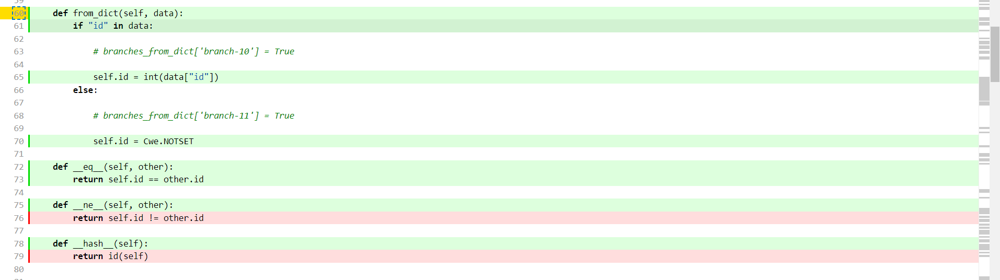 59
60 def from_dict(self, data):
61 if "id" in data:
62
63 # branches_from_dict['branch-10'] = True
64
65 self.id = int(data["id"])
66 else:
67
68 # branches_from_dict['branch-11'] = True
69
70 self.id = Cwe.NOTSET
71
72 def __eq__(self, other):
73 return self.id == other.id
74
75 def __ne__(self, other):
76 return self.id != other.id
77
78 def __hash__(self):
79 return id(self)
80
81